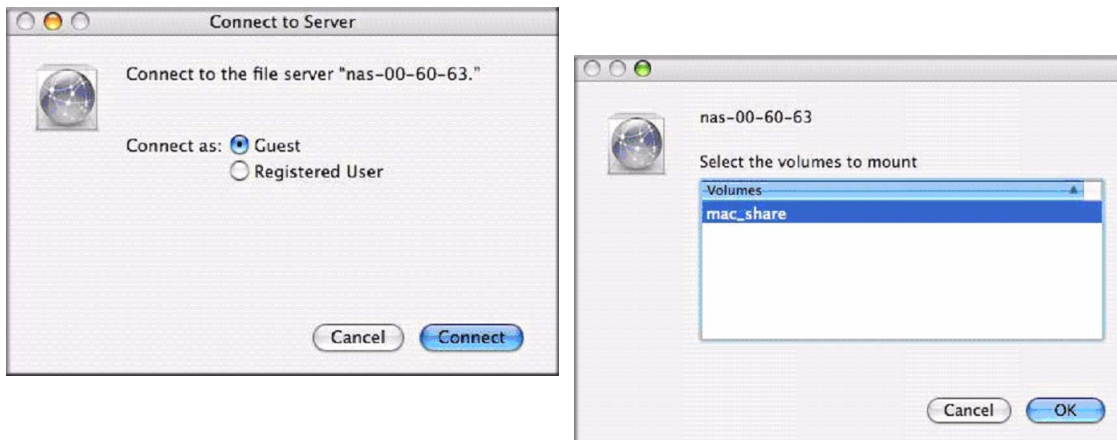 Connect to Server
Connect to the file server “nas-00-60-63.”
Connect as: Guest
Registered User
Cancel Connect
nas-00-60-63
Select the volumes to mount
Volumes
mac_share
Cancel OK